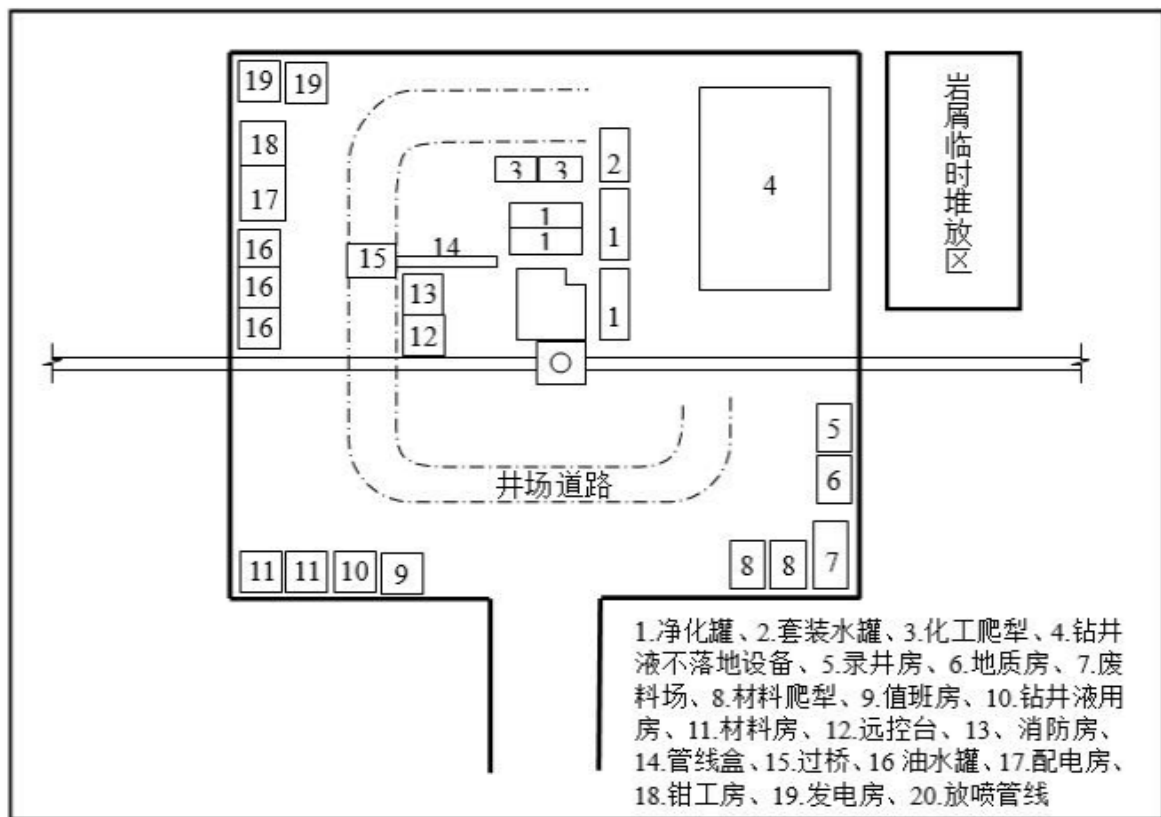 19 19
18
17
16
16
16
3 3
2
1
1
1
1
4
岩屑临时堆放区
15
14
13
12
5
6
井场道路
11 11 10 9
8 8 7
1.净化罐、2.套装水罐、3.化工爬犁、4.钻井
液不落地设备、5.录井房、6.地质房、7.废
料场、8.材料爬犁、9.值班房、10.钻井液用
房、11.材料房、12.远控台、13、消防房、
14.管线盒、15.过桥、16 油水罐、17.配电房、
18.钳工房、19.发电房、20.放喷管线